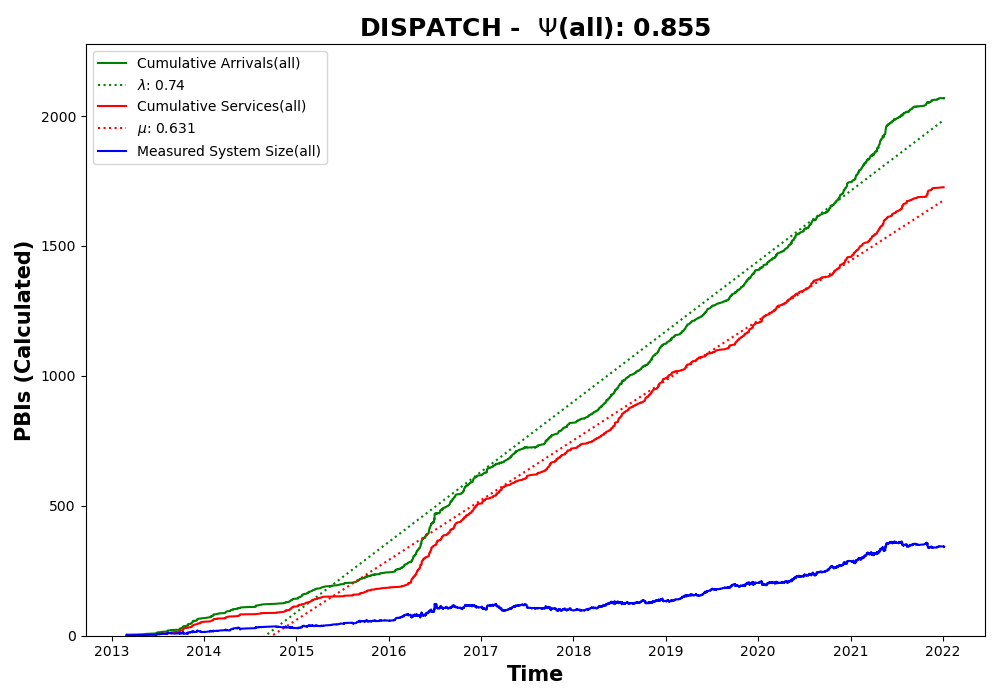 DISPATCH - Ψ(all): 0.855
Cumulative Arrivals(all)
λ: 0.74
Cumulative Services(all)
μ: 0.631
Measured System Size(all)
PBIs (Calculated)
2000
1500
1000
500
0
2013 2014 2015 2016 2017 2018 2019 2020 2021 2022
Time